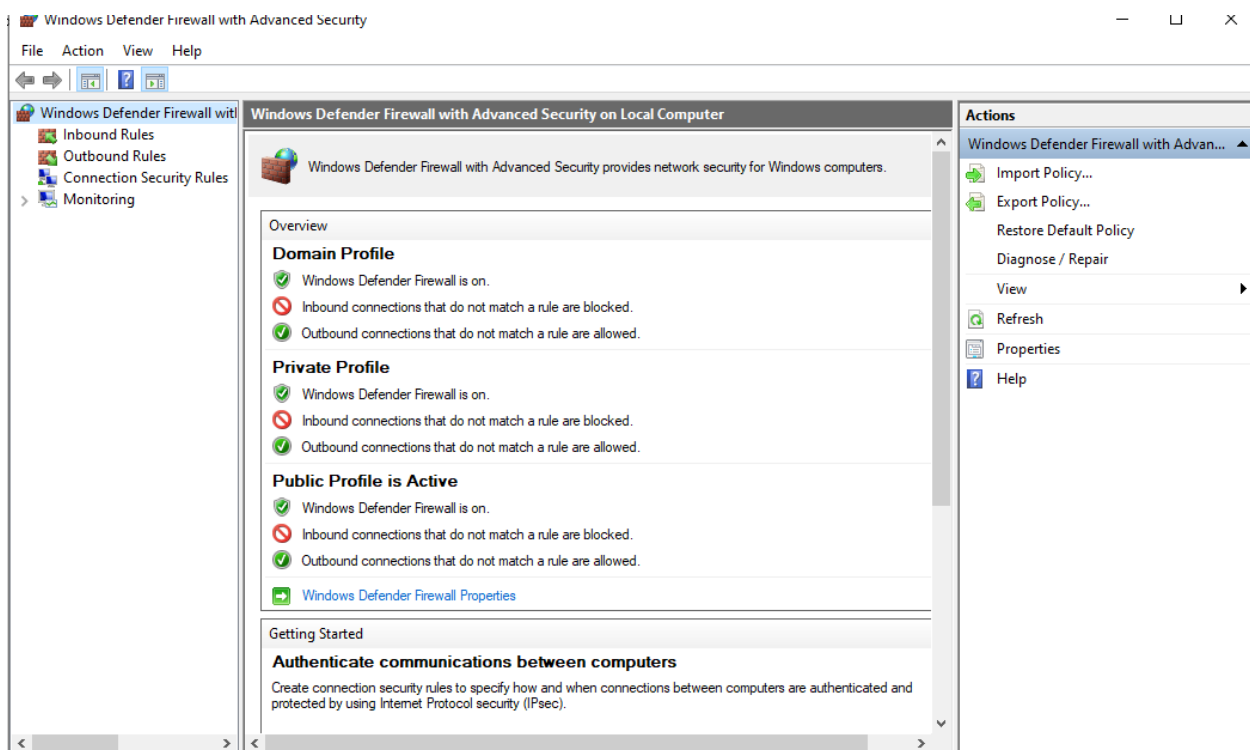 Windows Defender Firewall with Advanced Security
File Action View Help
Windows Defender Firewall with
Inbound Rules
Outbound Rules
Connection Security Rules
Monitoring
Windows Defender Firewall with Advanced Security on Local Computer
Windows Defender Firewall with Advanced Security provides network security for Windows computers.
Overview
Domain Profile
Windows Defender Firewall is on.
Inbound connections that do not match a rule are blocked.
Outbound connections that do not match a rule are allowed.
Private Profile
Windows Defender Firewall is on.
Inbound connections that do not match a rule are blocked.
Outbound connections that do not match a rule are allowed.
Public Profile is Active
Windows Defender Firewall is on.
Inbound connections that do not match a rule are blocked.
Outbound connections that do not match a rule are allowed.
Windows Defender Firewall Properties
Getting Started
Authenticate communications between computers
Create connection security rules to specify how and when connections between computers are authenticated and
protected by using Internet Protocol security (IPsec).
Actions
Windows Defender Firewall with Advan...
Import Policy...
Export Policy...
Restore Default Policy
Diagnose / Repair
View
Refresh
Properties
Help